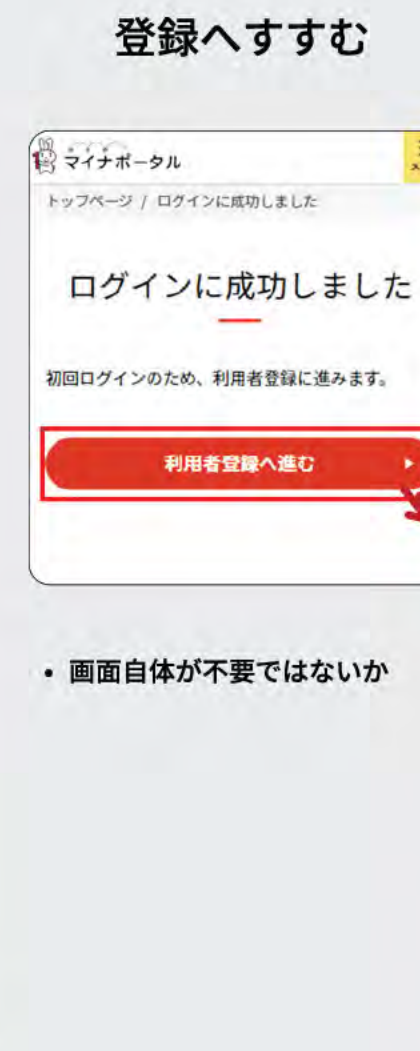 登録へすすむ
マイナポータル
トップページ / ログインに成功しました
ログインに成功しました
初回ログインのため、利用者登録に進みます。
利用者登録へ進む
• 画面自体が不要ではないか